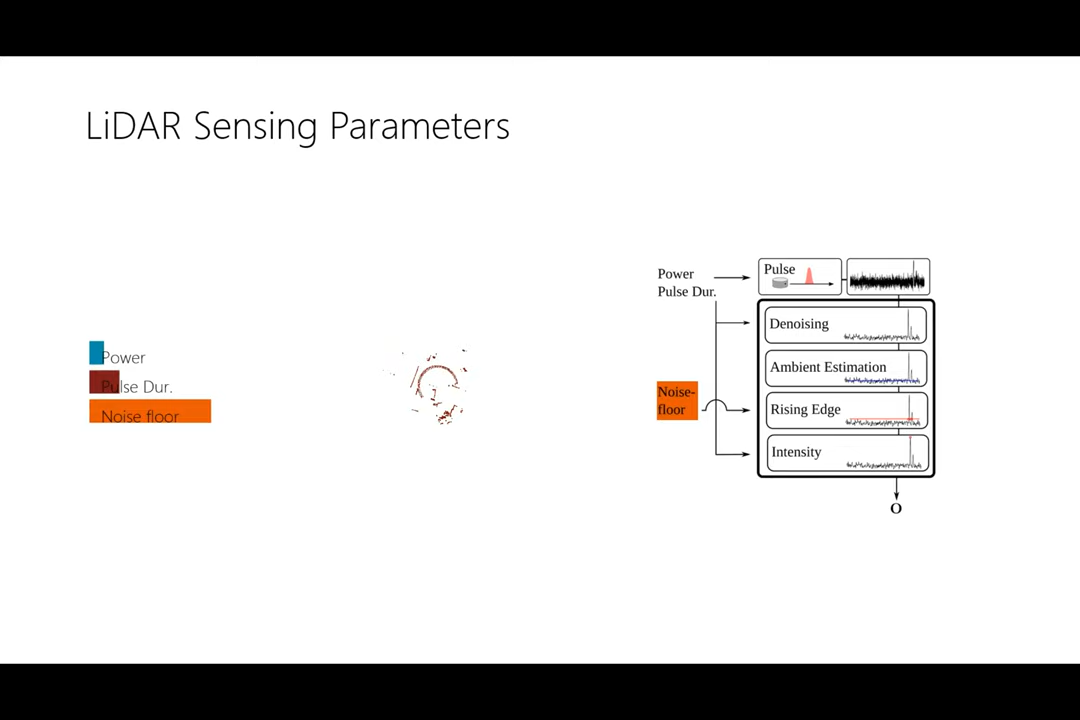 LiDAR Sensing Parameters
Power
Pulse Dur.
Noise floor
Power
Pulse Dur.
Noise-
floor
Pulse
Denoising
Ambient Estimation
Rising Edge
Intensity
O